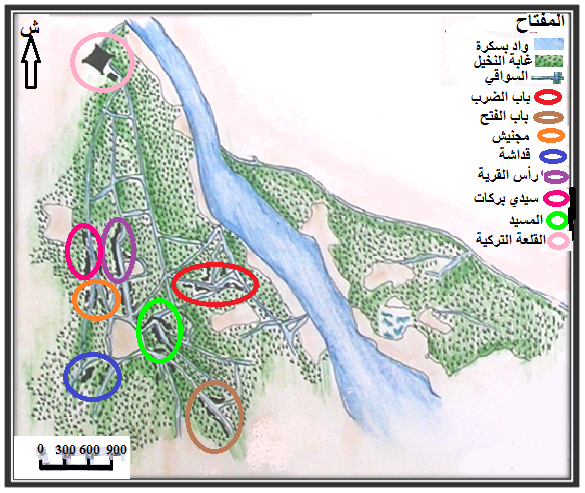 المفتاح
واد بسكرة
غابة النخيل
السواقي
باب الضرب
باب الفتح
مجنيش
قداشة
رأس القرية
سيدي بركات
المسيد
القلعة التركية
ش
0 300 600 900